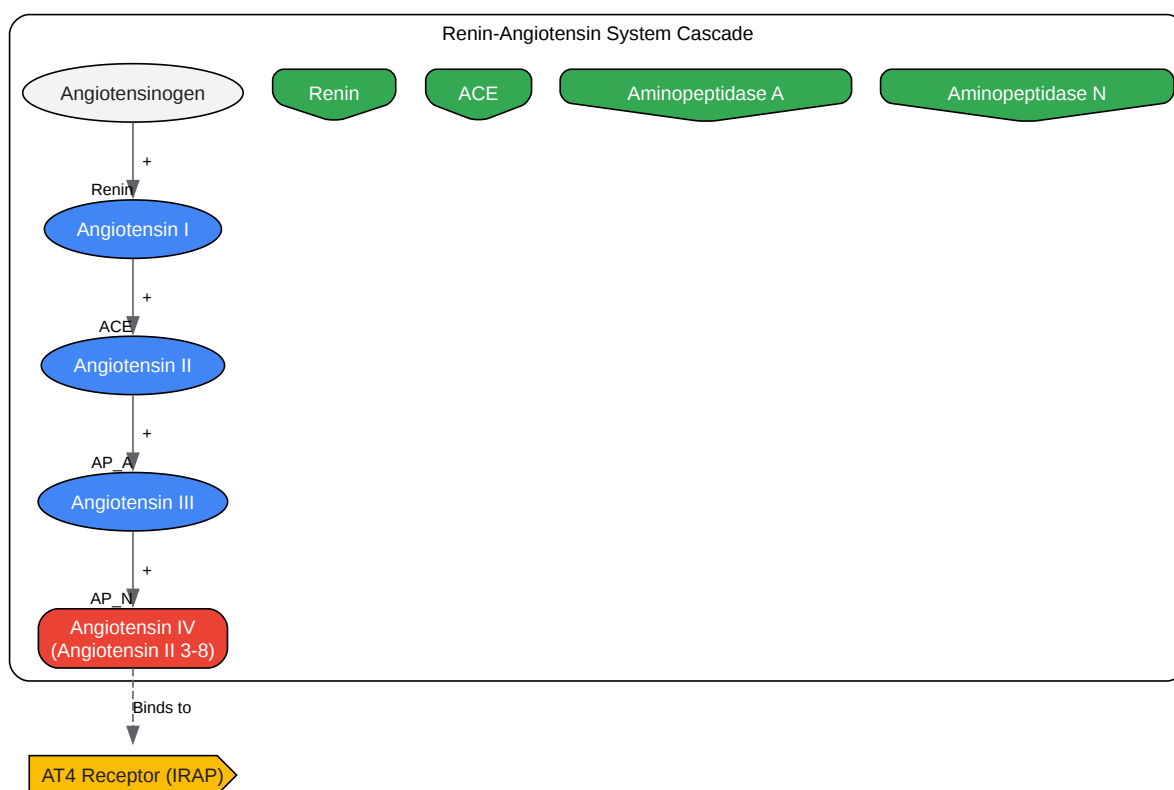 Renin-Angiotensin System Cascade
Angiotensinogen
Renin
ACE
Aminopeptidase A
Aminopeptidase N
+
Renin
Angiotensin I
+
ACE
Angiotensin II
+
AP_A
Angiotensin III
+
AP_N
Angiotensin IV
(Angiotensin II 3-8)
Binds to
AT4 Receptor (IRAP)